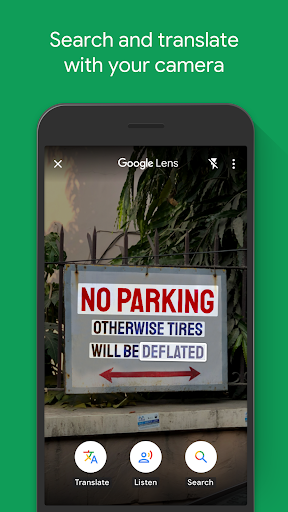 Search and translate
with your camera
Google Lens
NO PARKING
OTHERWISE TIRES
WILL BE DEFLATED
Translate
Listen
Search